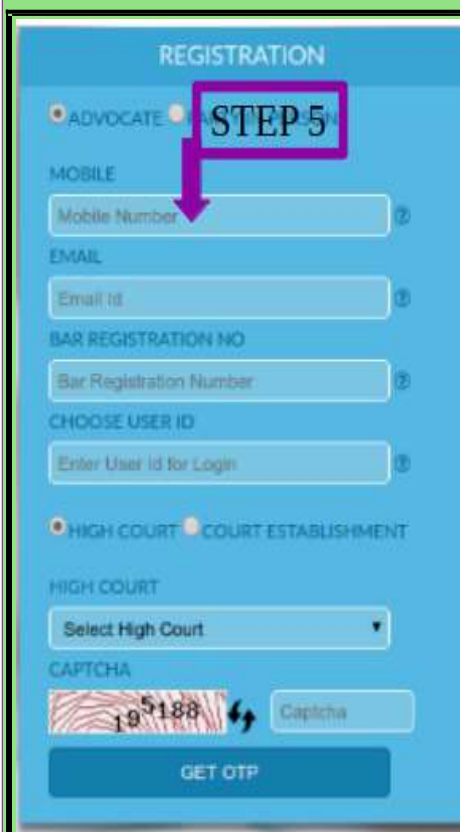 REGISTRATION
ADVOCATE
STEP 5
MOBILE
Mobile Number
EMAIL
Email Id
BAR REGISTRATION NO
Bar Registration Number
CHOOSE USER ID
Enter User Id for Login
HIGH COURT COURT ESTABLISHMENT
HIGH COURT
Select High Court
CAPTCHA
195188 Captcha
GET OTP